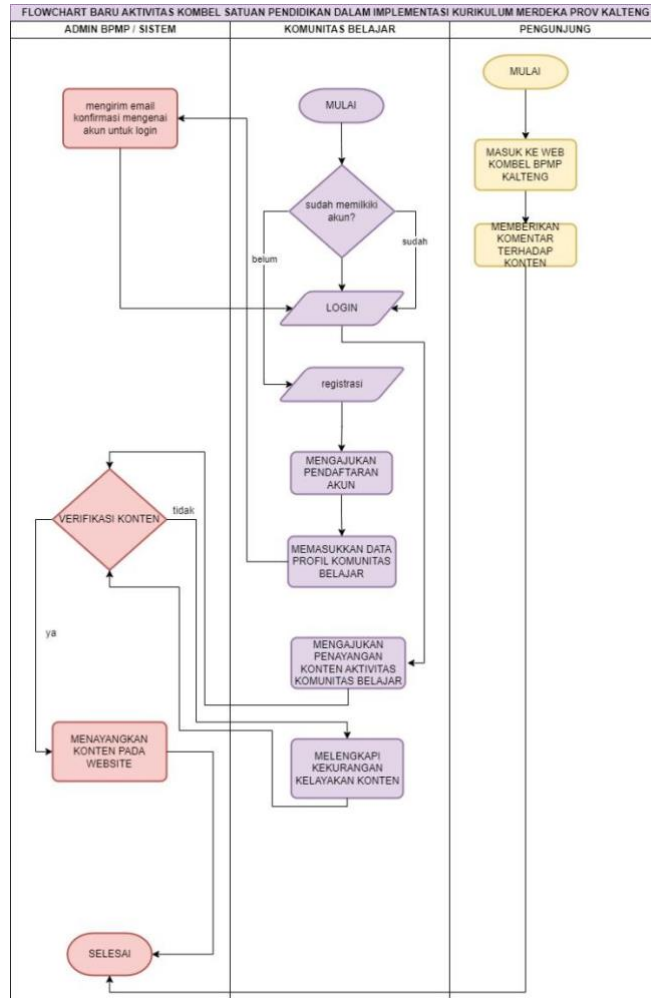 FLOWCHART BARU AKTIVITAS KOMBEL SATUAN PENDIDIKAN DALAM IMPLEMENTASI KURIKULUM MERDEKA PROV KALTENG
ADMIN BPMP / SISTEM
KOMUNITAS BELAJAR
PENGUNJUNG
mengirim email
konfirmasi mengenai
akun untuk login
MULAI
MULAI
MASUK KE WEB
KOMBEL BPMP
KALTENG
sudah memilkiki
akun?
MEMBERIKAN
KOMENTAR
TERHADAP
KONTEN
sudah
belum
LOGIN
registrasi
MENGAJUKAN
PENDAFTARAN
AKUN
VERIFIKASI KONTEN
tidak
MEMASUKKAN DATA
PROFIL KOMUNITAS
BELAJAR
ya
MENGAJUKAN
PENAYANGAN
KONTEN AKTIVITAS
KOMUNITAS BELAJAR
MENAYANGKAN
KONTEN PADA
WEBSITE
MELENGKAPI
KEKURANGAN
KELAYAKAN KONTEN
SELESAI